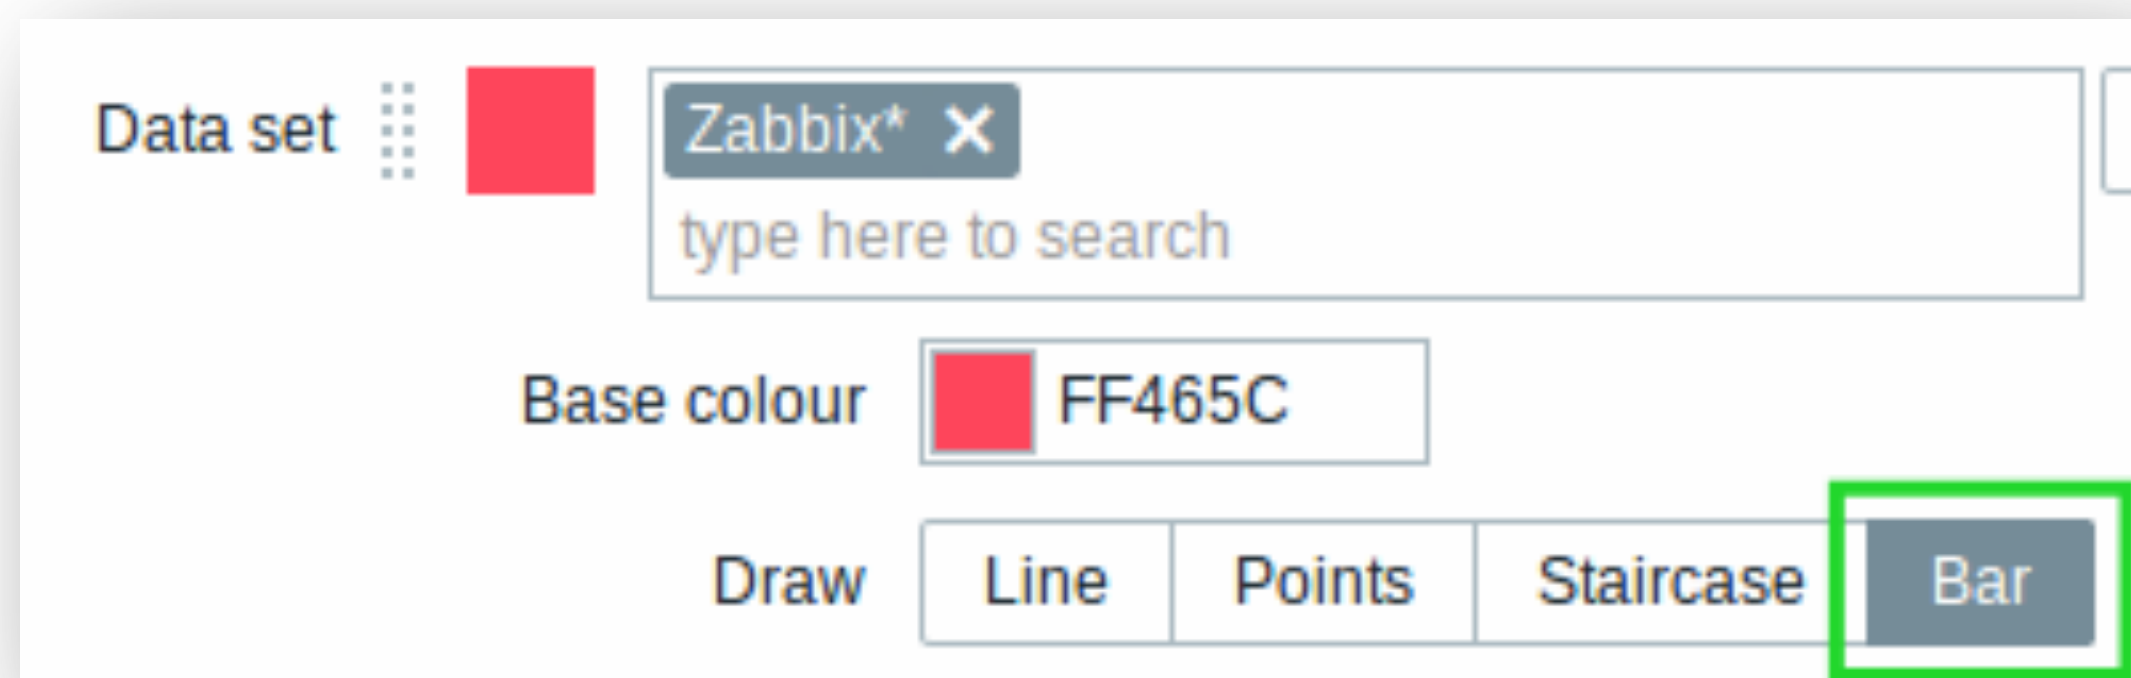 Data set Zabbix*
type here to search
Base colour FF465C
Draw Line Points Staircase Bar